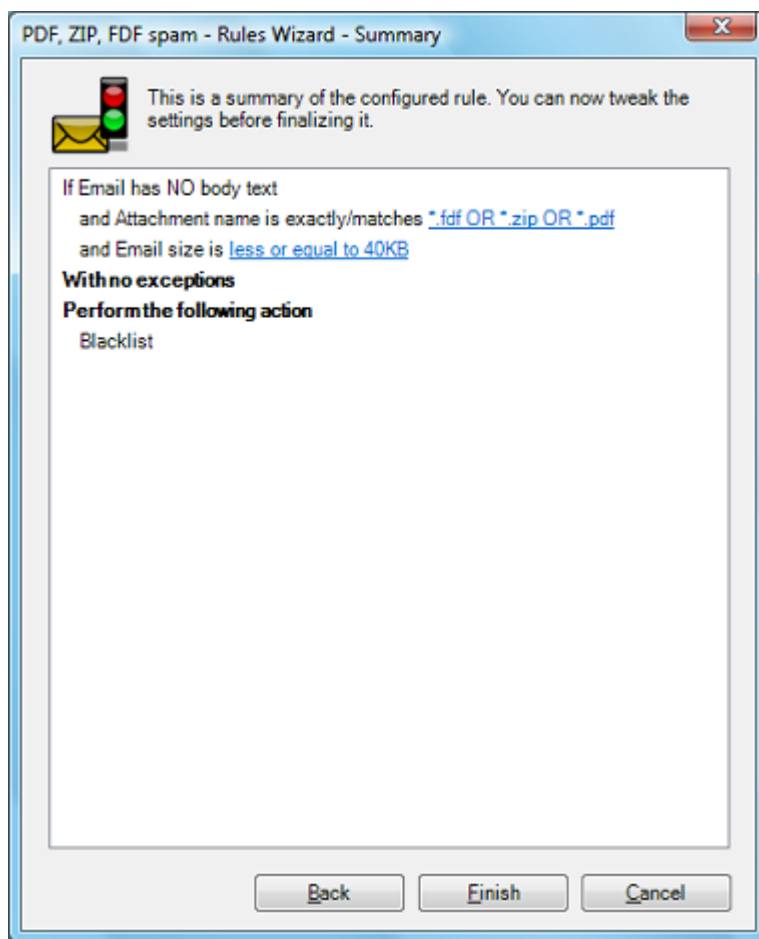 PDF, ZIP, FDF spam - Rules Wizard - Summary
This is a summary of the configured rule. You can now tweak the
settings before finalizing it.
If Email has NO body text
and Attachment name is exactly/matches *.fdf OR *.zip OR *.pdf
and Email size is less or equal to 40KB
With no exceptions
Perform the following action
Blacklist
Back
Finish
Cancel